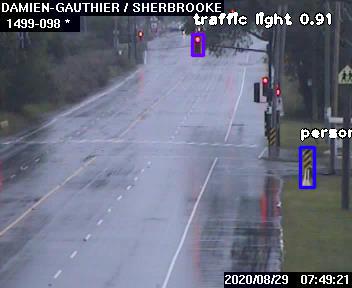 DAMIEN-GAUTHIER / SHERBROOKE
traffic light 0.91
1499-098 *
person
2020/08/29 07:49:21